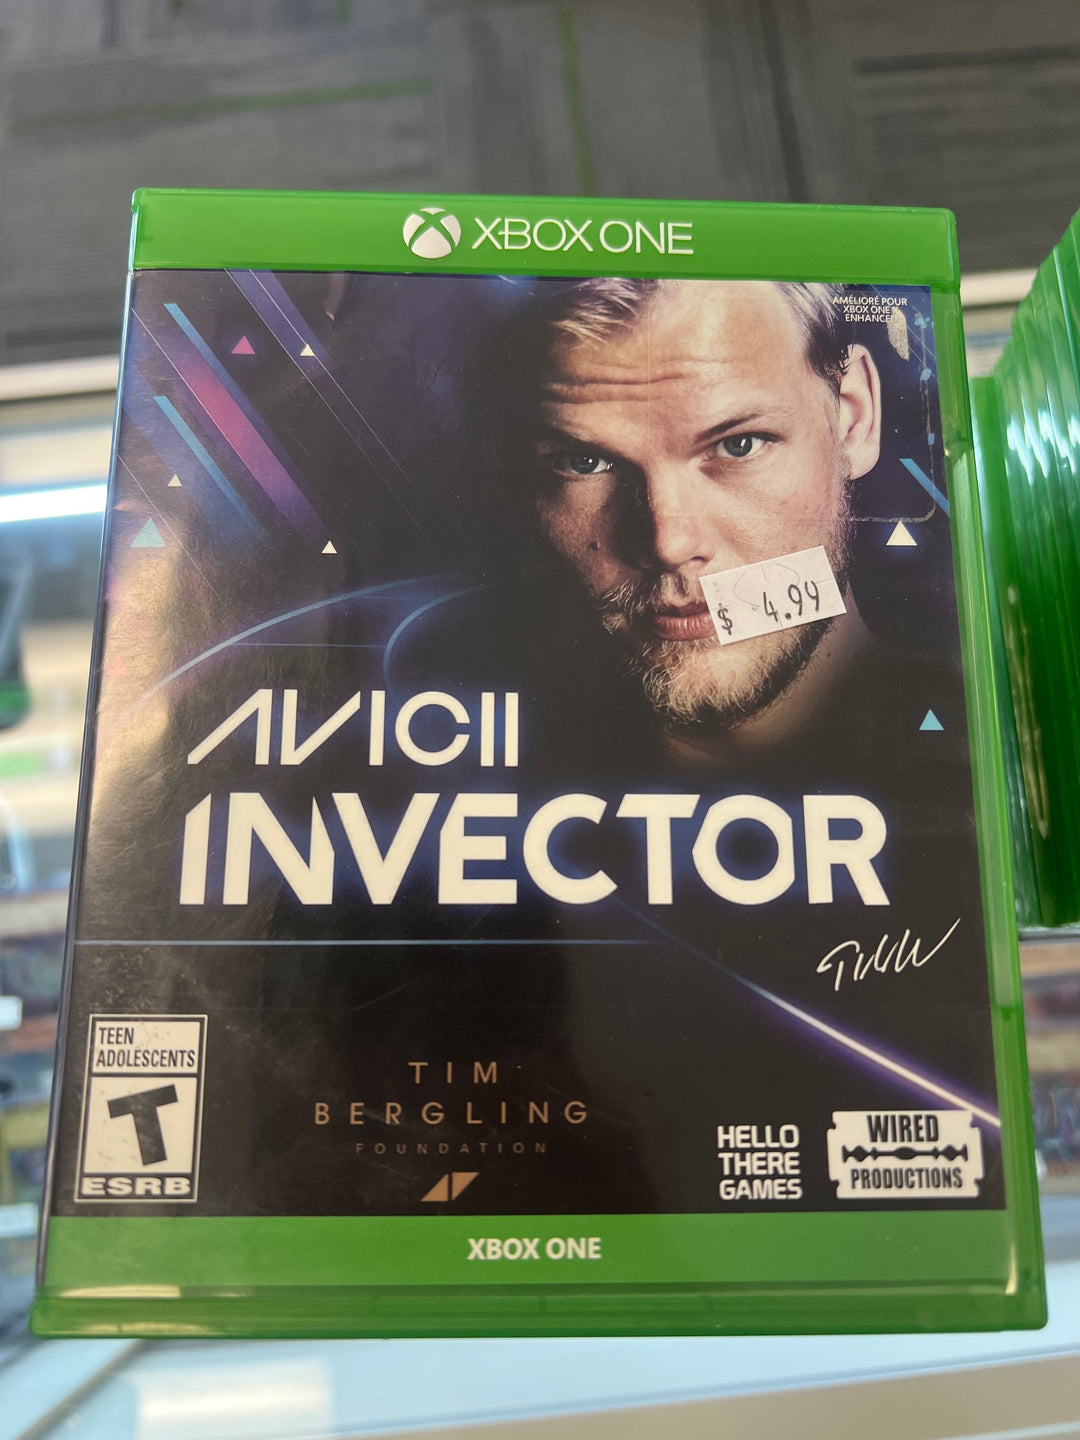 XBOX ONE
AMÉLIORÉ POUR
XBOX ONE
ENHANCED
$ 4.99
AVICII
INVECTOR
TEEN
ADOLESCENTS
T
ESRB
TIM
BERGLING
FOUNDATION
HELLO
THERE
GAMES
WIRED
PRODUCTIONS
XBOX ONE